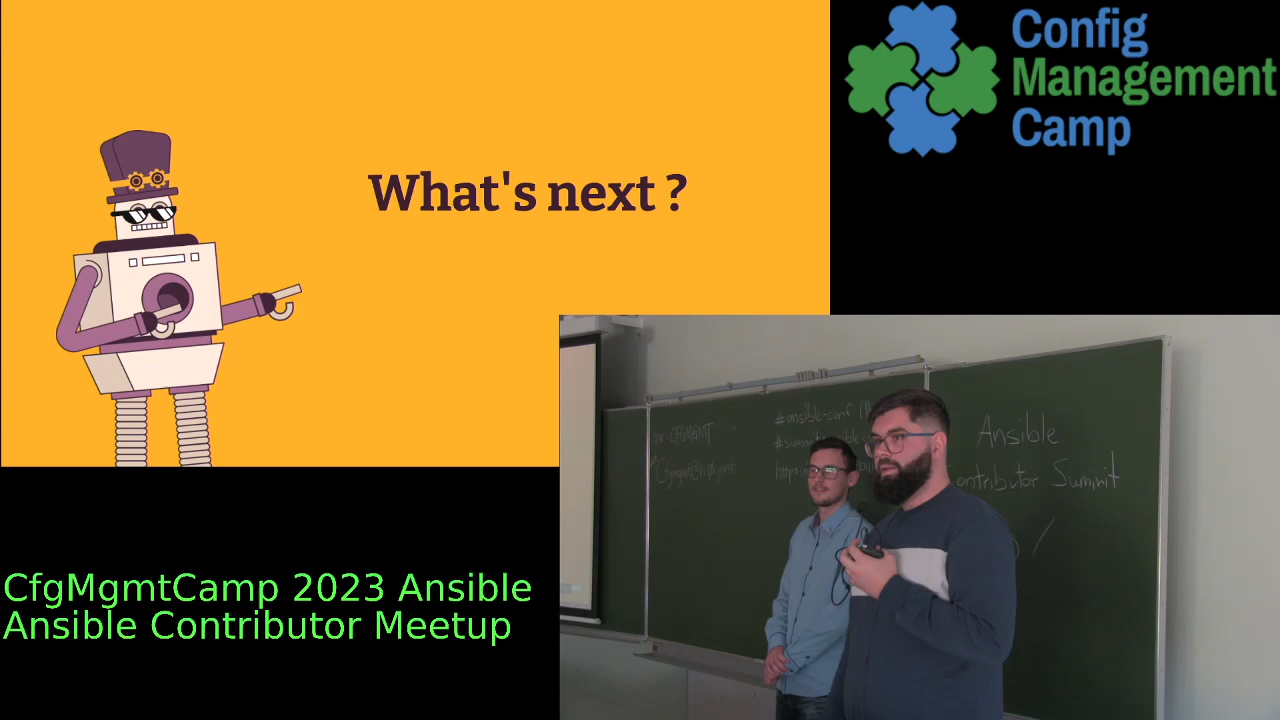 What's next ?
Config
Management
Camp
CfgMgmtCamp 2023 Ansible
Ansible Contributor Meetup
#ansible-conf
Ansible
Contributor Summit